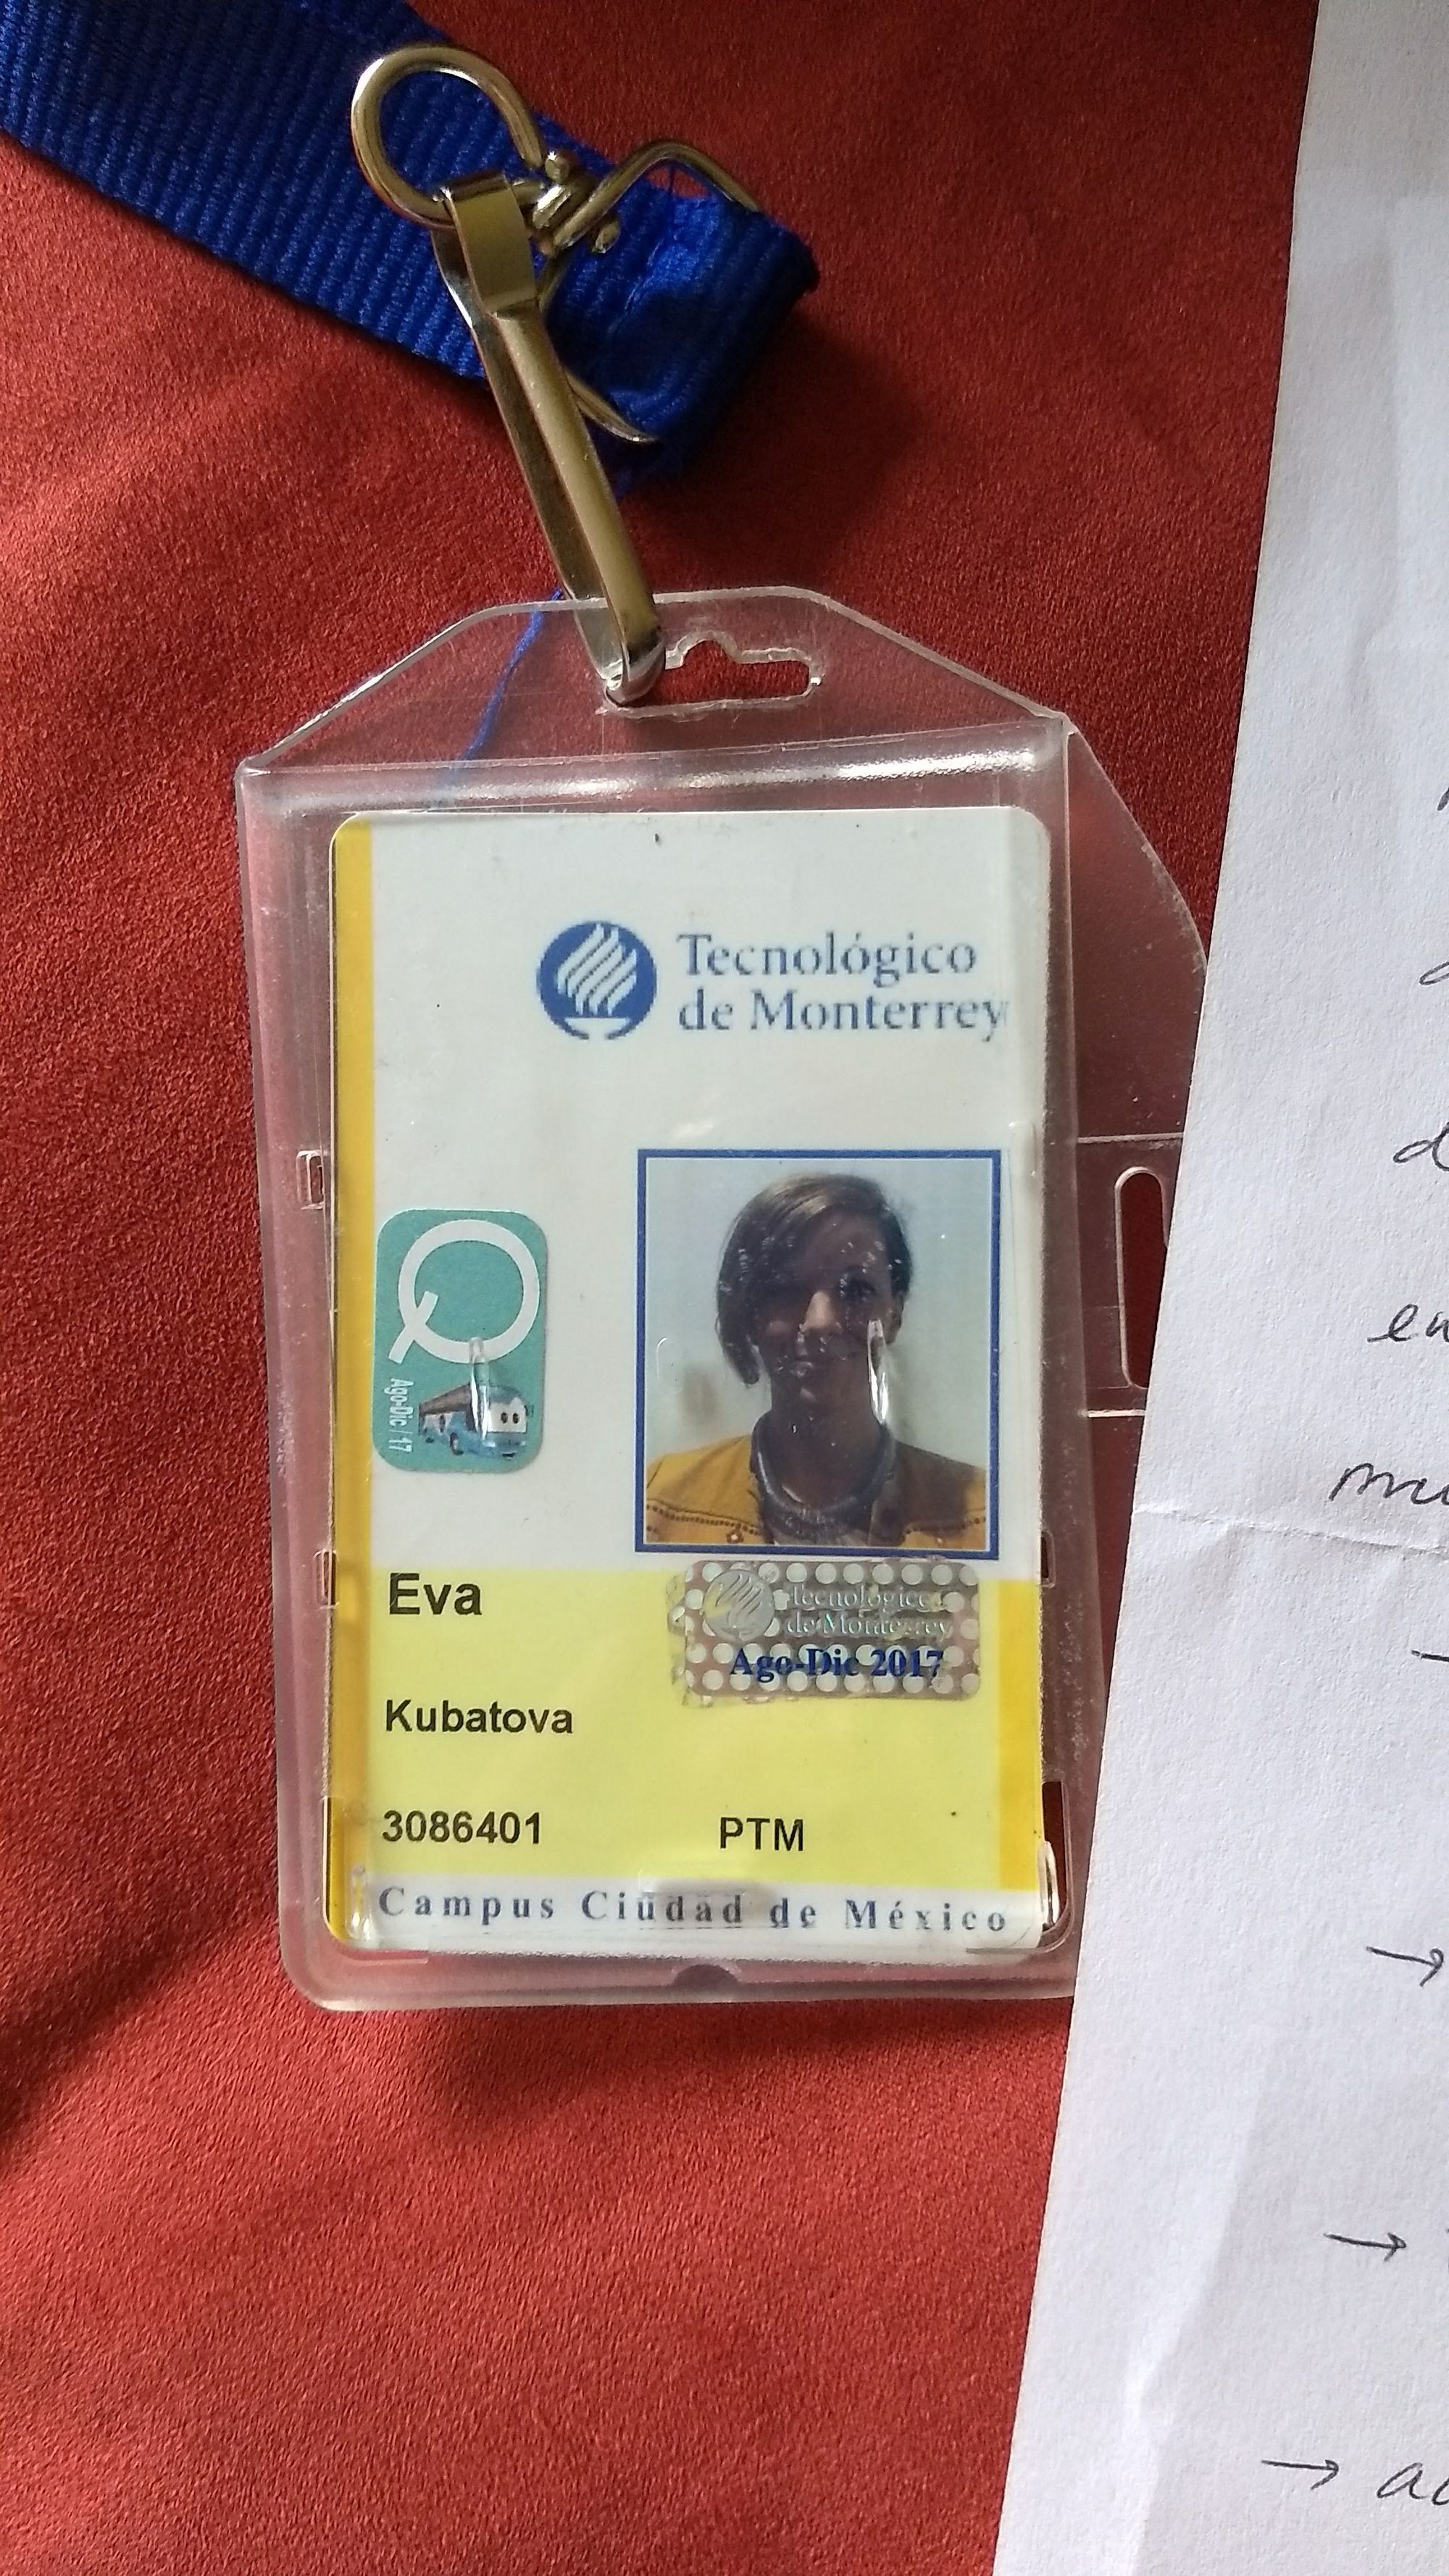 Tecnológico
de Monterrey
Q
Ago-Dic / 17
Eva
Tecnológico
de Monterrey
Ago-Dic 2017
Kubatova
3086401 PTM
Campus Ciudad de México
→
→
→